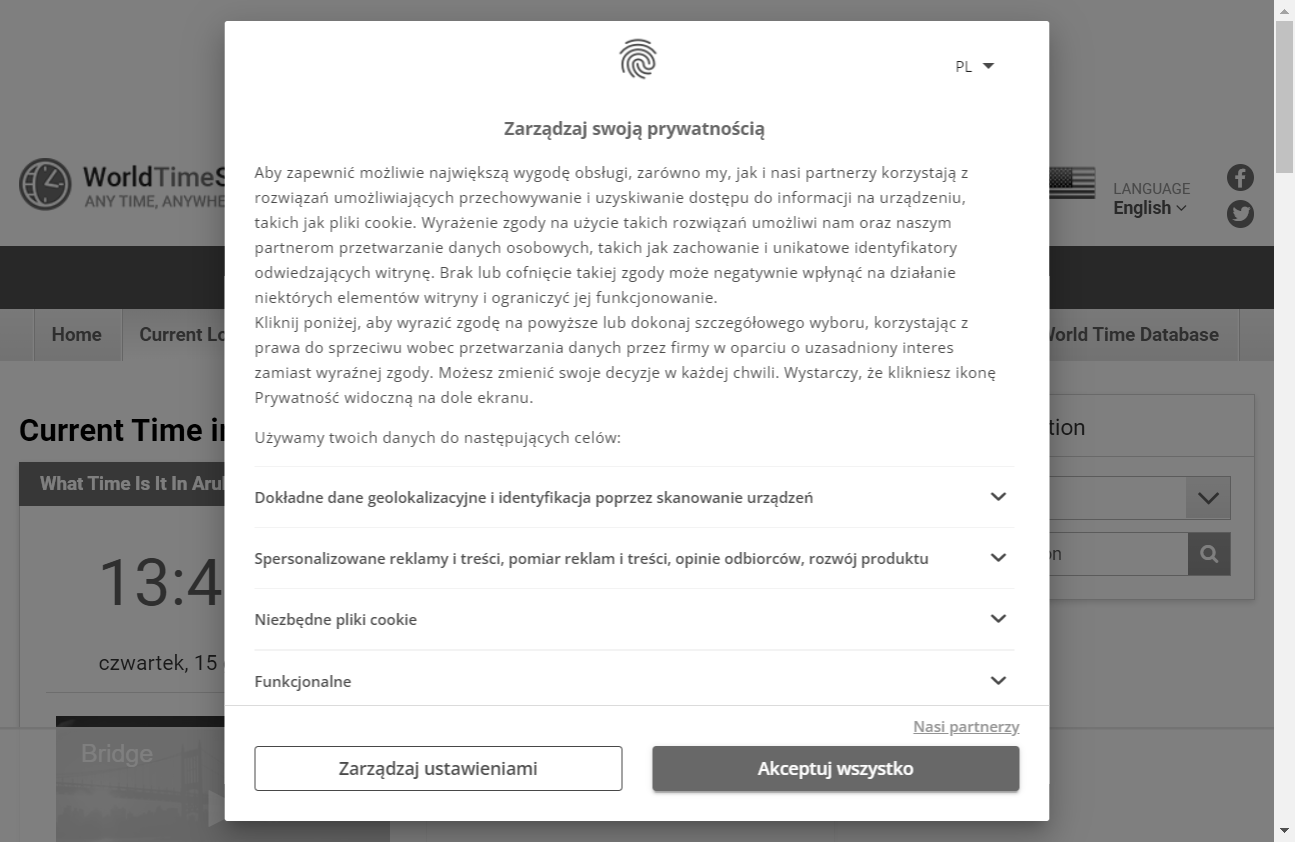 PL
Zarządzaj swoją prywatnością
Aby zapewnić możliwie największą wygodę obsługi, zarówno my, jak i nasi partnerzy korzystają z
rozwiązań umożliwiających przechowywanie i uzyskiwanie dostępu do informacji na urządzeniu,
takich jak pliki cookie. Wyrażenie zgody na użycie takich rozwiązań umożliwi nam oraz naszym
partnerom przetwarzanie danych osobowych, takich jak zachowanie i unikatowe identyfikatory
odwiedzających witrynę. Brak lub cofnięcie takiej zgody może negatywnie wpłynąć na działanie
niektórych elementów witryny i ograniczyć jej funkcjonowanie.
Kliknij poniżej, aby wyrazić zgodę na powyższe lub dokonaj szczegółowego wyboru, korzystając z
prawa do sprzeciwu wobec przetwarzania danych przez firmy w oparciu o uzasadniony interes
zamiast wyraźnej zgody. Możesz zmienić swoje decyzje w każdej chwili. Wystarczy, że klikniesz ikonę
Prywatność widoczną na dole ekranu.
Używamy twoich danych do następujących celów:
Dokładne dane geolokalizacyjne i identyfikacja poprzez skanowanie urządzeń
Spersonalizowane reklamy i treści, pomiar reklam i treści, opinie odbiorców, rozwój produktu
Niezbędne pliki cookie
Funkcjonalne
Nasi partnerzy
Zarządzaj ustawieniami
Akceptuj wszystko
WorldTimeS
ANY TIME, ANYWHE
LANGUAGE
English
Home
Current Lo
World Time Database
Current Time in
What Time Is It In Aru
13:4
czwartek, 15
Bridge
tion
on